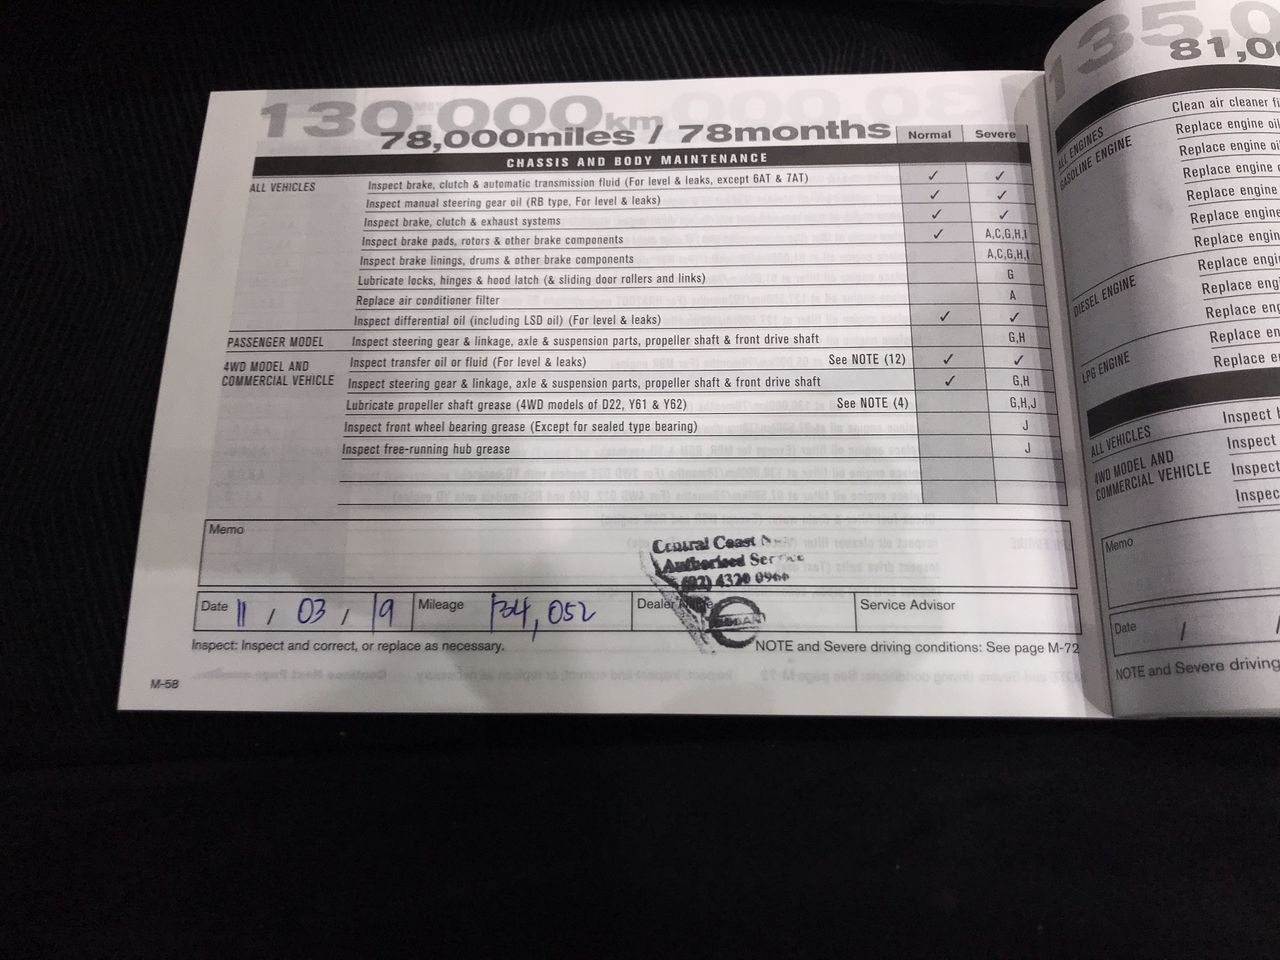 130,000km
78,000miles / 78months Normal Severe
CHASSIS AND BODY MAINTENANCE
ALL VEHICLES Inspect brake, clutch & automatic transmission fluid (For level & leaks, except 6AT & 7AT) ✓ ✓
Inspect manual steering gear oil (RB type, For level & leaks) ✓ ✓
Inspect brake, clutch & exhaust systems ✓ ✓
Inspect brake pads, rotors & other brake components ✓ A,C,G,H,I
Inspect brake linings, drums & other brake components A,C,G,H,I
Lubricate locks, hinges & hood latch (& sliding door rollers and links) G
Replace air conditioner filter A
Inspect differential oil (including LSD oil) (For level & leaks) ✓ ✓
PASSENGER MODEL Inspect steering gear & linkage, axle & suspension parts, propeller shaft & front drive shaft G,H
4WD MODEL AND COMMERCIAL VEHICLE Inspect transfer oil or fluid (For level & leaks) See NOTE (12) ✓ ✓
Inspect steering gear & linkage, axle & suspension parts, propeller shaft & front drive shaft ✓ G,H
Lubricate propeller shaft grease (4WD models of D22, Y61 & Y62) See NOTE (4) G,H,J
Inspect front wheel bearing grease (Except for sealed type bearing) J
Inspect free-running hub grease J
Memo
Central Coast
Authorised
(02) 4320 0966
Date 11 / 03 / 19 Mileage 134,052 Dealer Name Service Advisor
Inspect: Inspect and correct, or replace as necessary. NOTE and Severe driving conditions: See page M-72
M-58
135,0
81,0
Clean air cleaner fi
ALL ENGINES
GASOLINE ENGINE
Replace engine oil
Replace engine oi
Replace engine
Replace engine
Replace engine
Replace engine
DIESEL ENGINE
Replace engin
Replace engi
Replace eng
LPG ENGINE
Replace en
Replace e
ALL VEHICLES
Inspect
4WD MODEL AND COMMERCIAL VEHICLE
Inspect
Inspect
Inspec
Memo
Date / /
NOTE and Severe driving